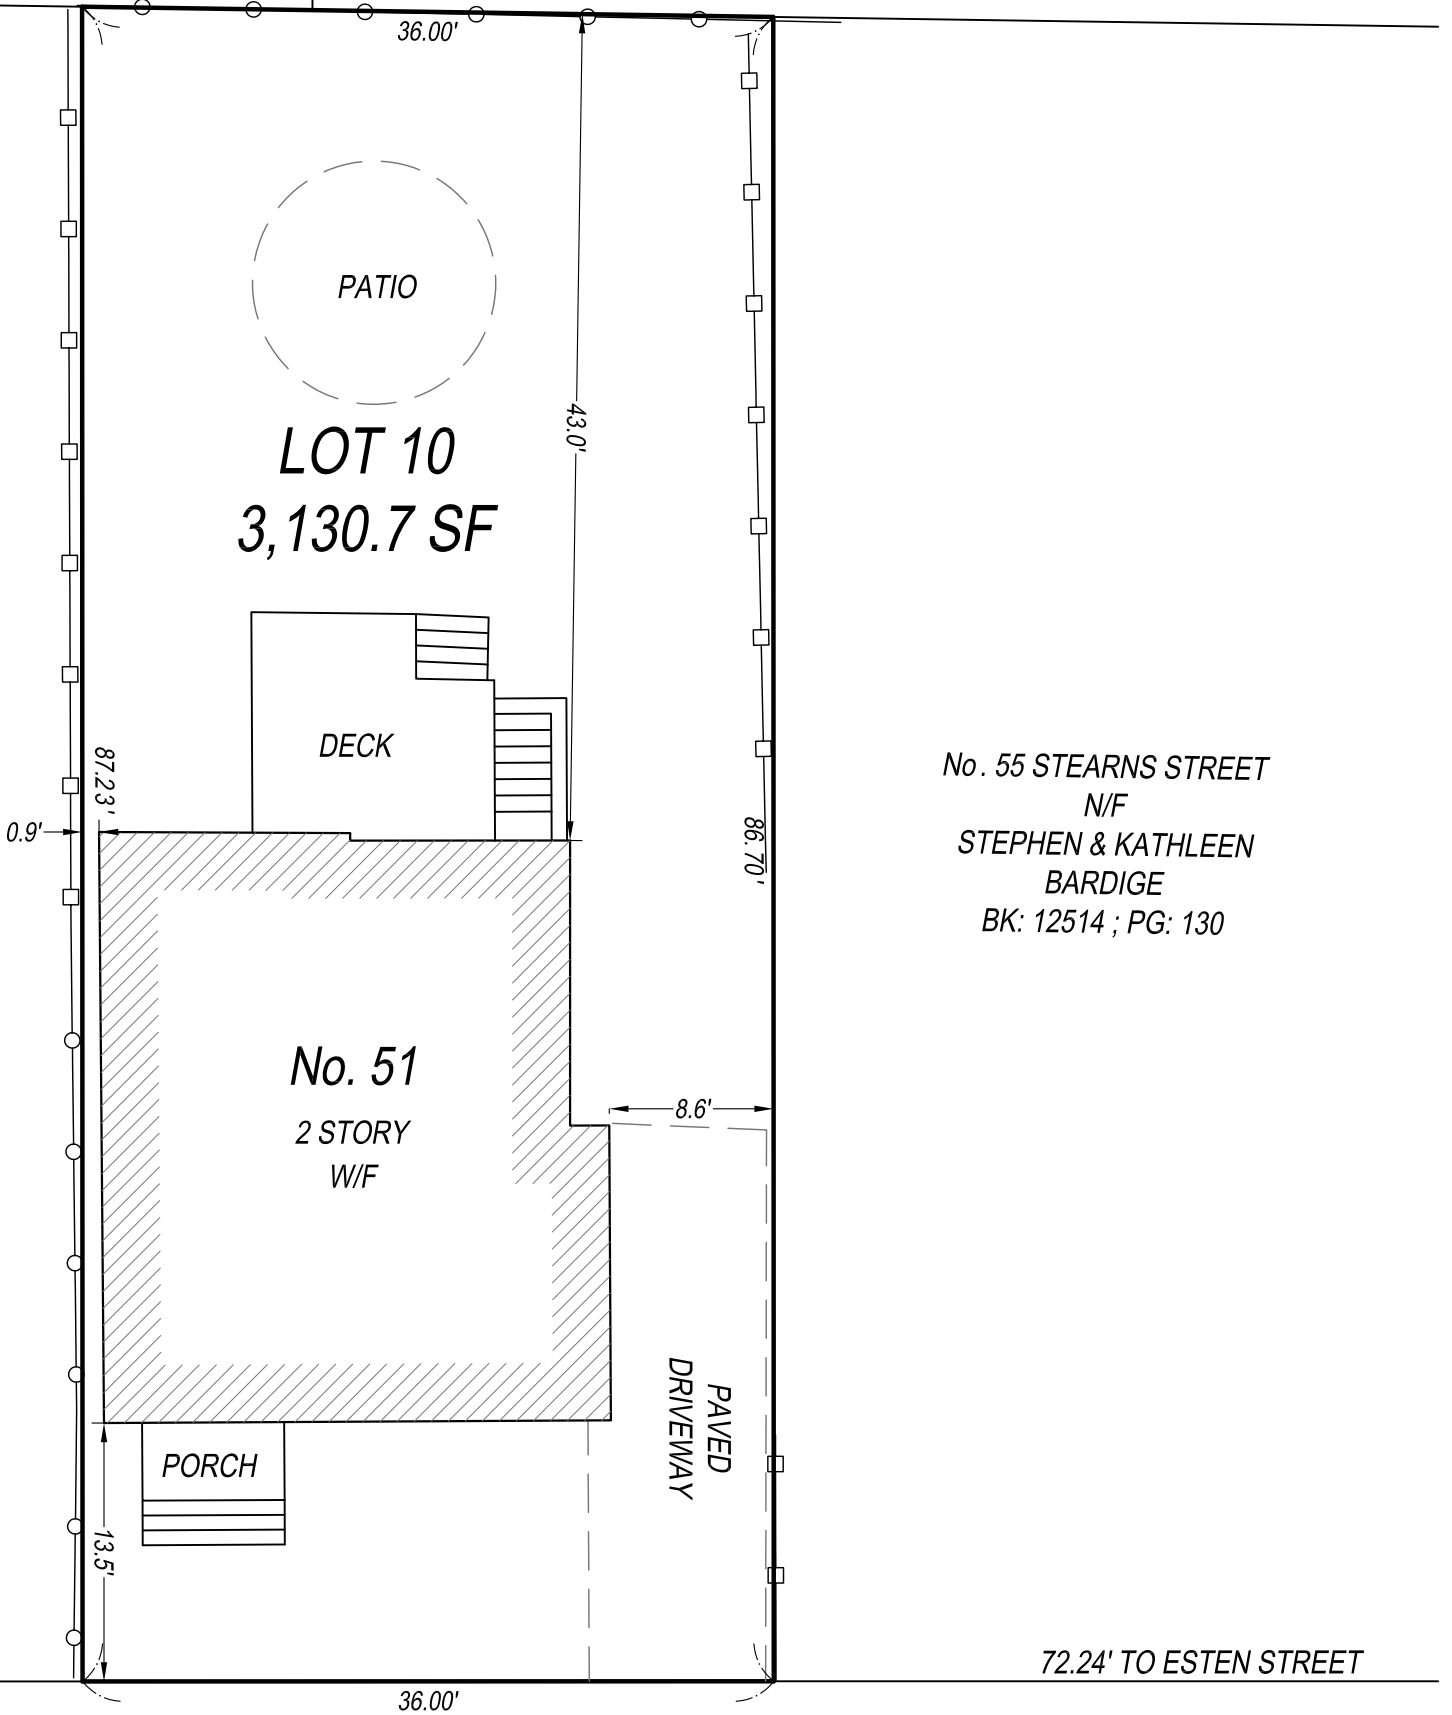 36.00'
PATIO
43.0'
LOT 10
3,130.7 SF
DECK
87.23'
0.9'
86.70'
No. 55 STEARNS STREET
N/F
STEPHEN & KATHLEEN
BARDIGE
BK: 12514 ; PG: 130
No. 51
2 STORY
W/F
8.6'
PAVED
DRIVEWAY
PORCH
13.5'
72.24' TO ESTEN STREET
36.00'